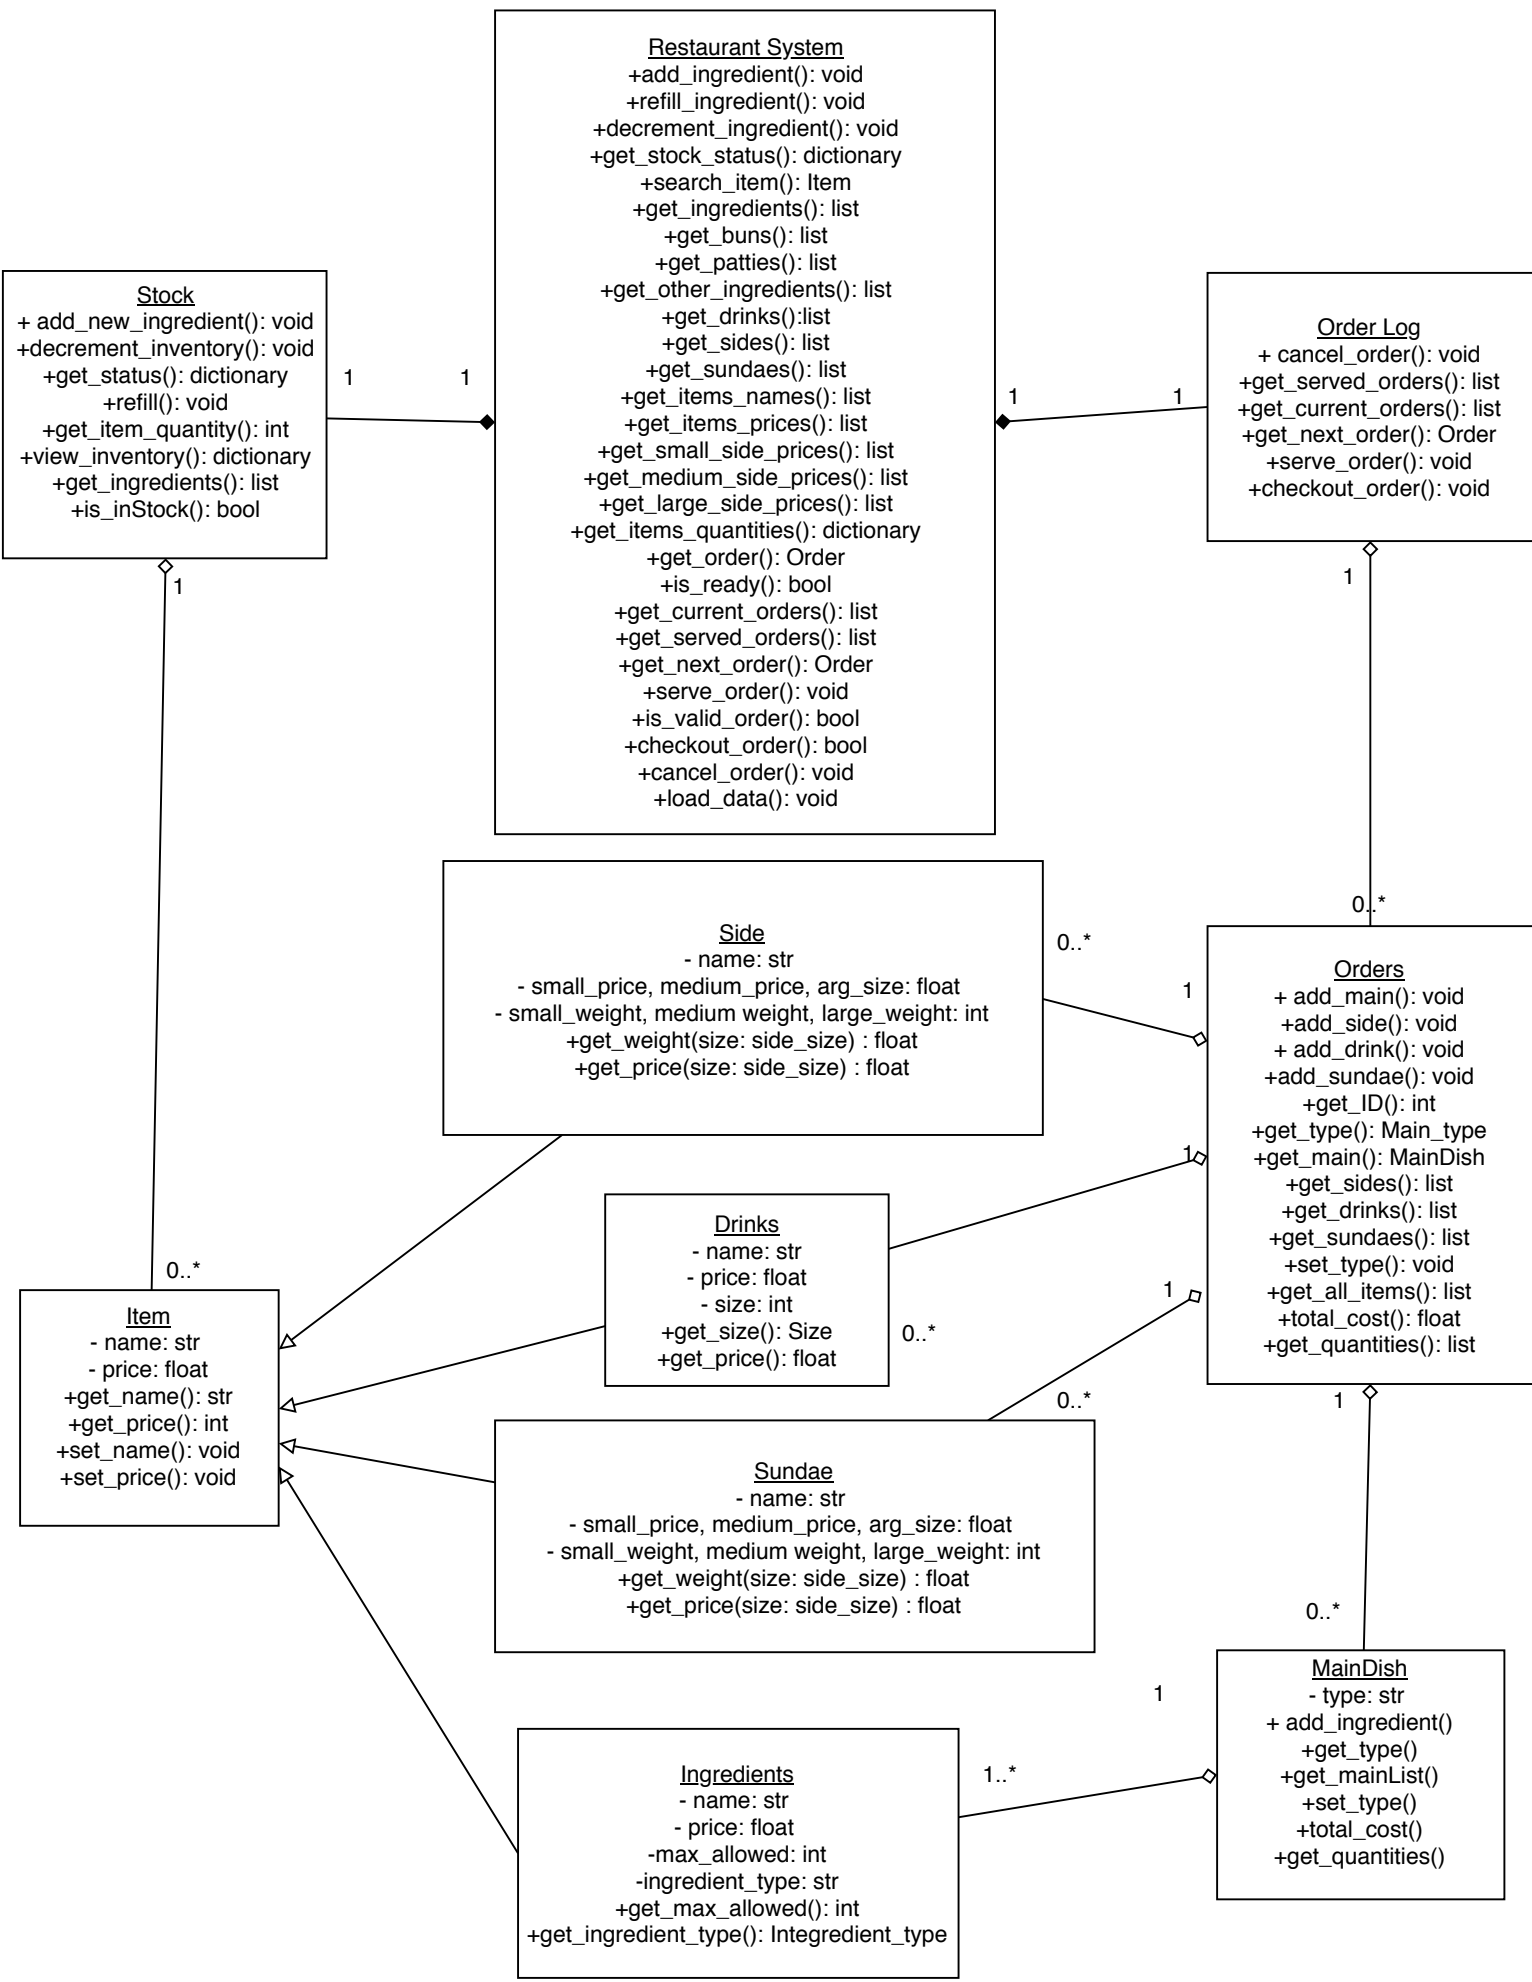 Restaurant System
+add_ingredient(): void
+refill_ingredient(): void
+decrement_ingredient(): void
+get_stock_status(): dictionary
+search_item(): Item
+get_ingredients(): list
+get_buns(): list
+get_patties(): list
+get_other_ingredients(): list
+get_drinks():list
+get_sides(): list
+get_sundaes(): list
+get_items_names(): list
+get_items_prices(): list
+get_small_side_prices(): list
+get_medium_side_prices(): list
+get_large_side_prices(): list
+get_items_quantities(): dictionary
+get_order(): Order
+is_ready(): bool
+get_current_orders(): list
+get_served_orders(): list
+get_next_order(): Order
+serve_order(): void
+is_valid_order(): bool
+checkout_order(): bool
+cancel_order(): void
+load_data(): void
Stock
+ add_new_ingredient(): void
+decrement_inventory(): void
+get_status(): dictionary
+refill(): void
+get_item_quantity(): int
+view_inventory(): dictionary
+get_ingredients(): list
+is_inStock(): bool
1
1
1
1
1
Order Log
+ cancel_order(): void
+get_served_orders(): list
+get_current_orders(): list
+get_next_order(): Order
+serve_order(): void
+checkout_order(): void
1
0..*
Side
- name: str
- small_price, medium_price, arg_size: float
- small_weight, medium weight, large_weight: int
+get_weight(size: side_size) : float
+get_price(size: side_size) : float
0..*
1
Orders
+ add_main(): void
+add_side(): void
+ add_drink(): void
+add_sundae(): void
+get_ID(): int
+get_type(): Main_type
+get_main(): MainDish
+get_sides(): list
+get_drinks(): list
+get_sundaes(): list
+set_type(): void
+get_all_items(): list
+total_cost(): float
+get_quantities(): list
1
Drinks
- name: str
- price: float
- size: int
+get_size(): Size
+get_price(): float
0..*
1
0..*
Item
- name: str
- price: float
+get_name(): str
+get_price(): int
+set_name(): void
+set_price(): void
0..*
1
Sundae
- name: str
- small_price, medium_price, arg_size: float
- small_weight, medium weight, large_weight: int
+get_weight(size: side_size) : float
+get_price(size: side_size) : float
0..*
MainDish
- type: str
+ add_ingredient()
+get_type()
+get_mainList()
+set_type()
+total_cost()
+get_quantities()
1
1..*
Ingredients
- name: str
- price: float
-max_allowed: int
-ingredient_type: str
+get_max_allowed(): int
+get_ingredient_type(): Integredient_type